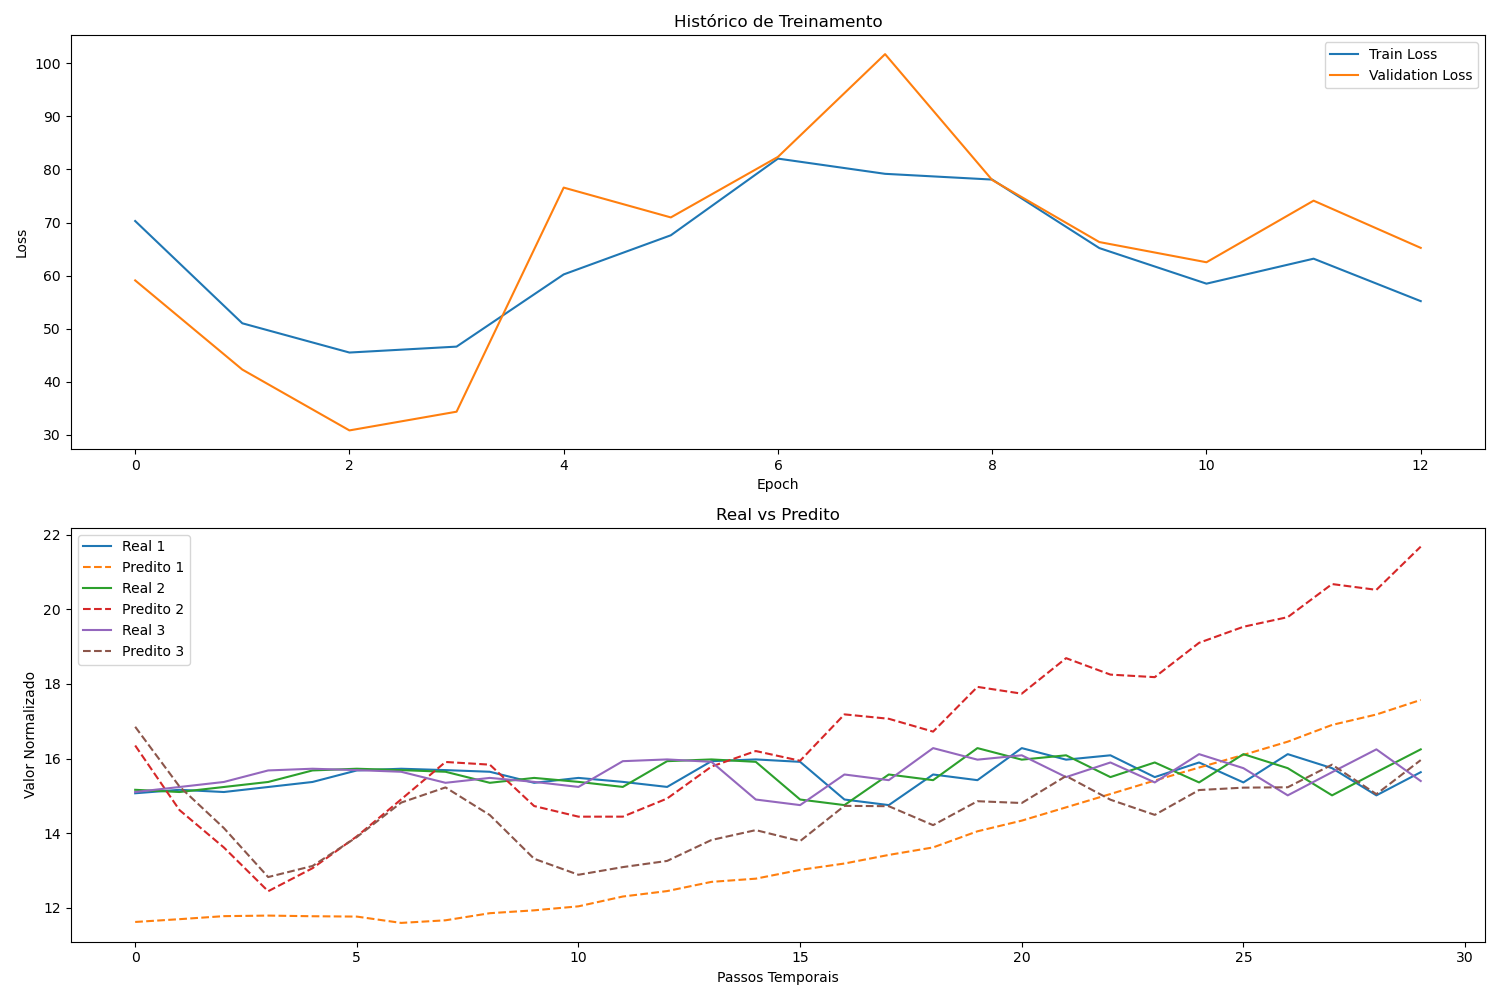 Histórico de Treinamento
Train Loss
Validation Loss
100
90
80
70
60
50
40
30
Loss
0 2 4 6 8 10 12
Epoch
Real vs Predito
Real 1
Predito 1
Real 2
Predito 2
Real 3
Predito 3
22
20
18
16
14
12
Valor Normalizado
0 5 10 15 20 25 30
Passos Temporais